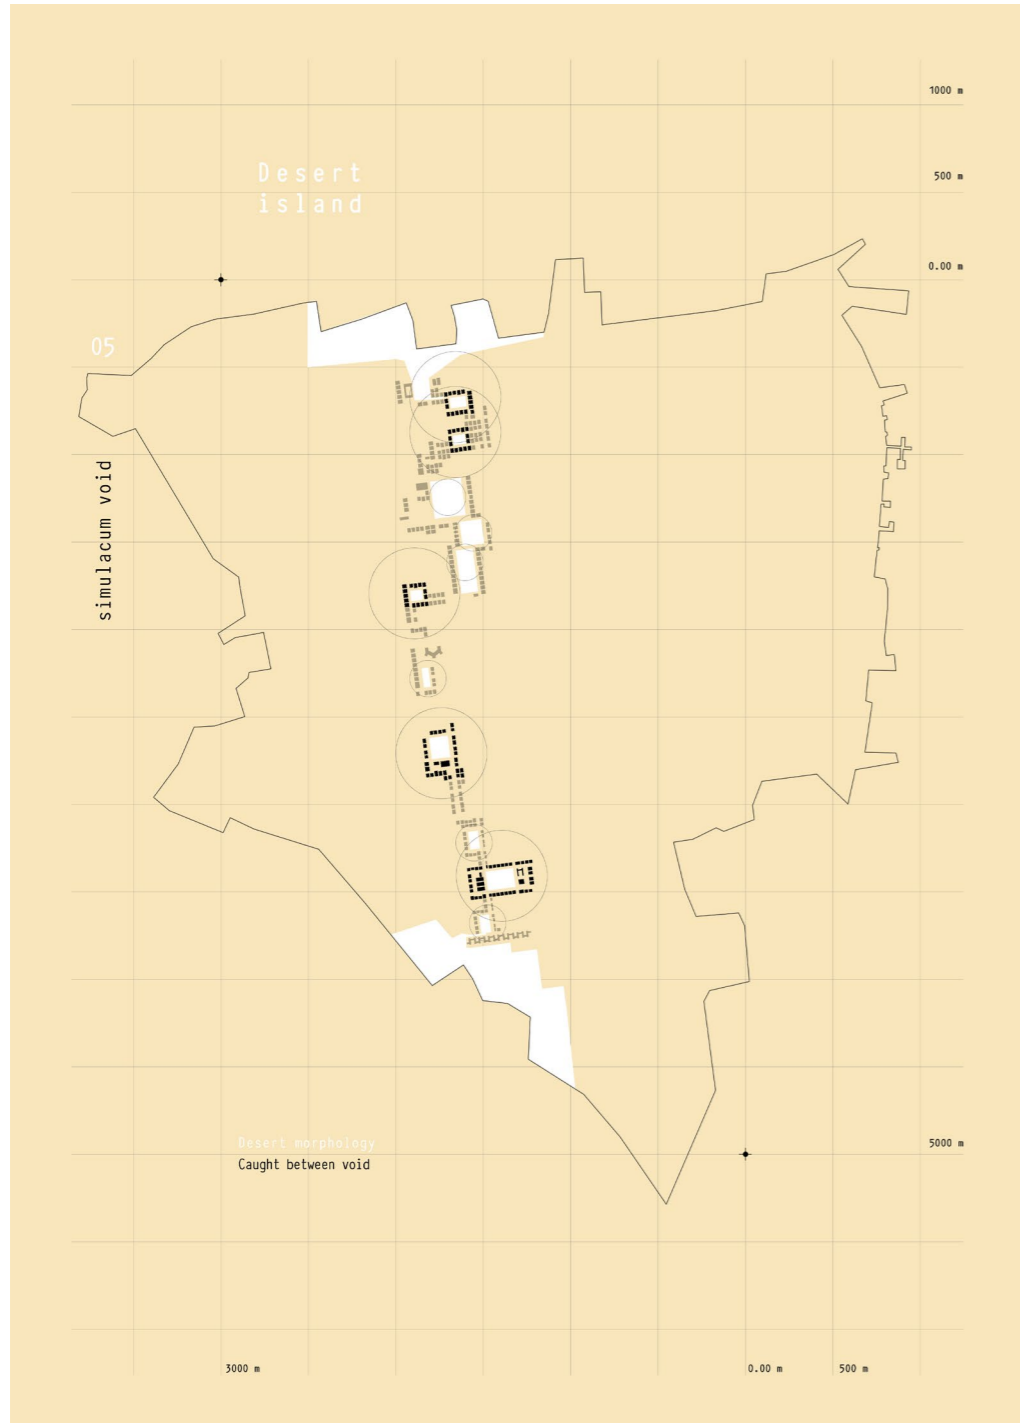 1000 m
Desert
island
500 m
0.00 m
05
simulacum void
Desert morphology
Caught between void
5000 m
3000 m
0.00 m
500 m